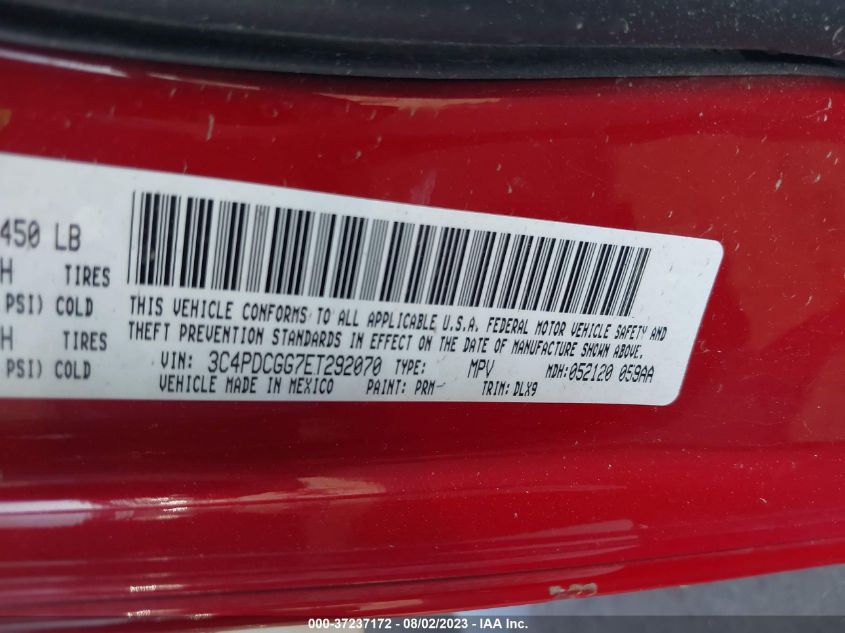 450 LB
H TIRES
PSI) COLD
H TIRES
PSI) COLD
THIS VEHICLE CONFORMS TO ALL APPLICABLE U.S.A. FEDERAL MOTOR VEHICLE SAFETY AND
THEFT PREVENTION STANDARDS IN EFFECT ON THE DATE OF MANUFACTURE SHOWN ABOVE.
VIN: 3C4PDCGG7ET292070 TYPE: MPV MDH:052120 059AA
VEHICLE MADE IN MEXICO PAINT: PRM TRIM: DLX9
000-37237172 - 08/02/2023 - IAA Inc.